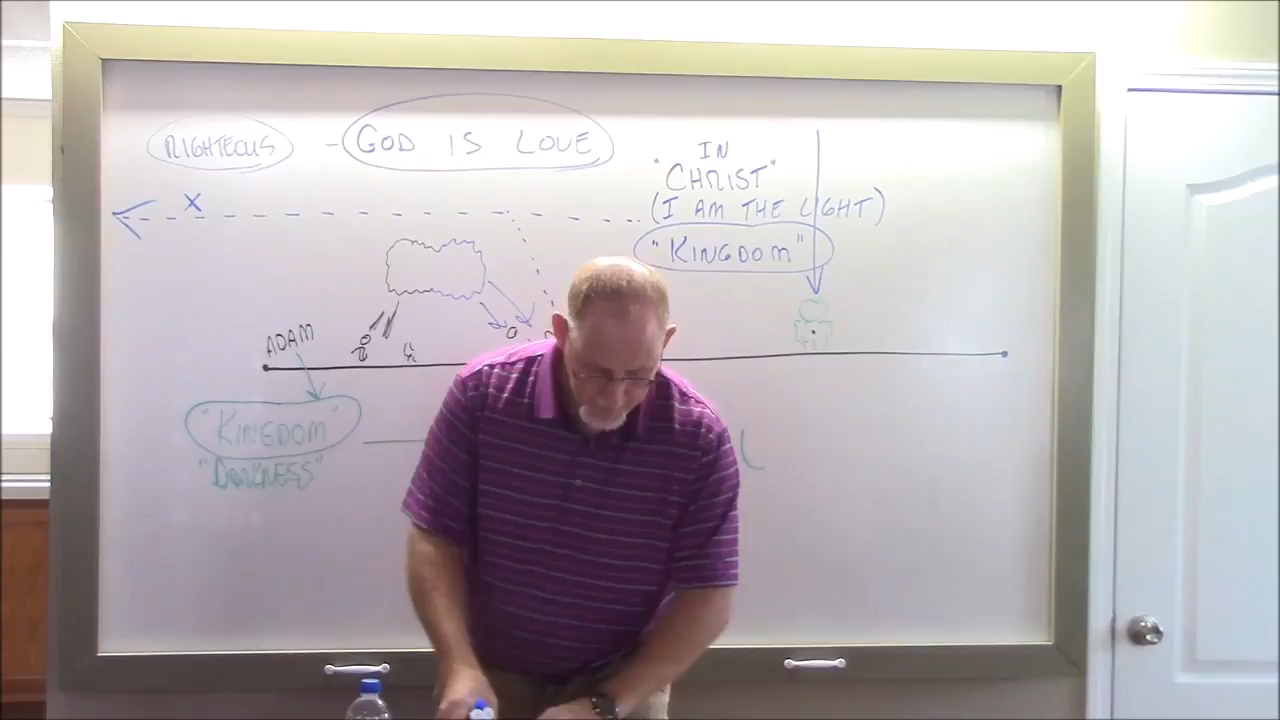 RIGHTEOUS - GOD IS LOVE
IN
"CHRIST"
(I AM THE LIGHT)
"KINGDOM"
X
ADAM
"KINGDOM"
"DARKNESS"